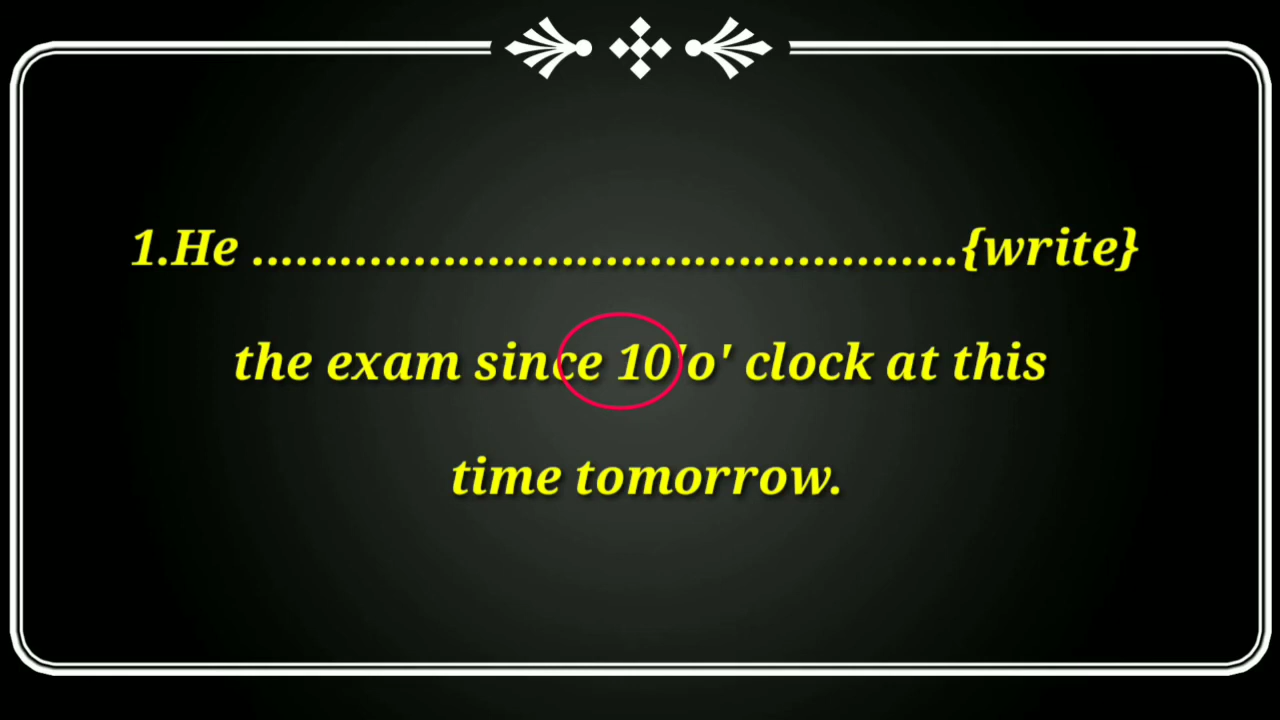 1.He ................................................{write}
the exam since 10'o' clock at this
time tomorrow.